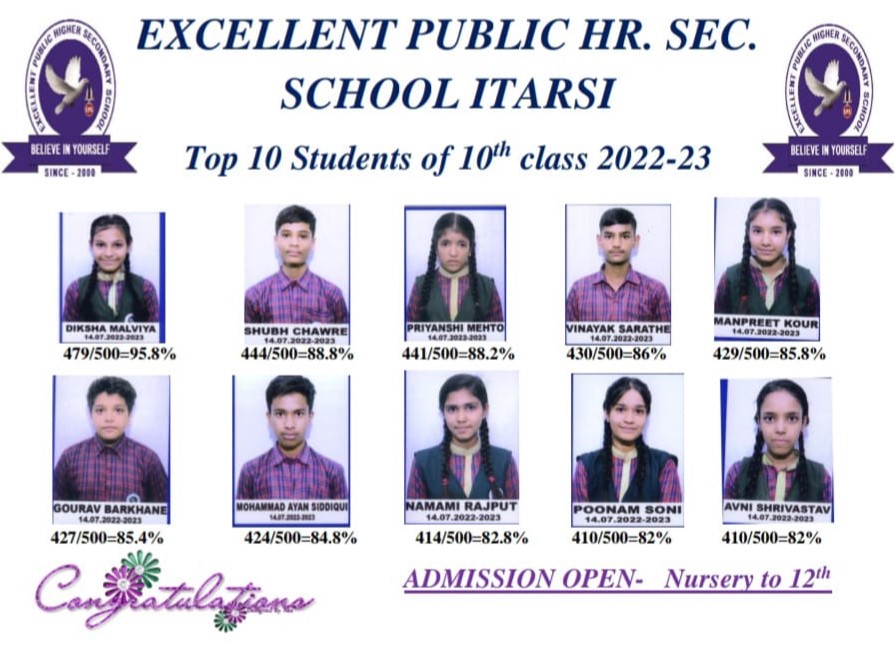 EXCELLENT PUBLIC HR. SEC.
SCHOOL ITARSI
Top 10 Students of 10th class 2022-23
EXCELLENT PUBLIC HIGHER SECONDARY SCHOOL
BELIEVE IN YOURSELF
SINCE - 2000
EXCELLENT PUBLIC HIGHER SECONDARY SCHOOL
BELIEVE IN YOURSELF
SINCE - 2000
DIKSHA MALVIYA
14.07.2022-2023
479/500=95.8%
SHUBH CHAWRE
14.07.2022-2023
444/500=88.8%
PRIYANSHI MEHTO
14.07.2022-2023
441/500=88.2%
VINAYAK SARATHE
14.07.2022-2023
430/500=86%
MANPREET KOUR
14.07.2022-2023
429/500=85.8%
GOURAV BARKHANE
14.07.2022-2023
427/500=85.4%
MOHAMMAD AYAN SIDDIQUI
14.07.2022-2023
424/500=84.8%
NAMAMI RAJPUT
14.07.2022-2023
414/500=82.8%
POONAM SONI
14.07.2022-2023
410/500=82%
AVNI SHRIVASTAV
14.07.2022-2023
410/500=82%
Congratulations
ADMISSION OPEN- Nursery to 12th